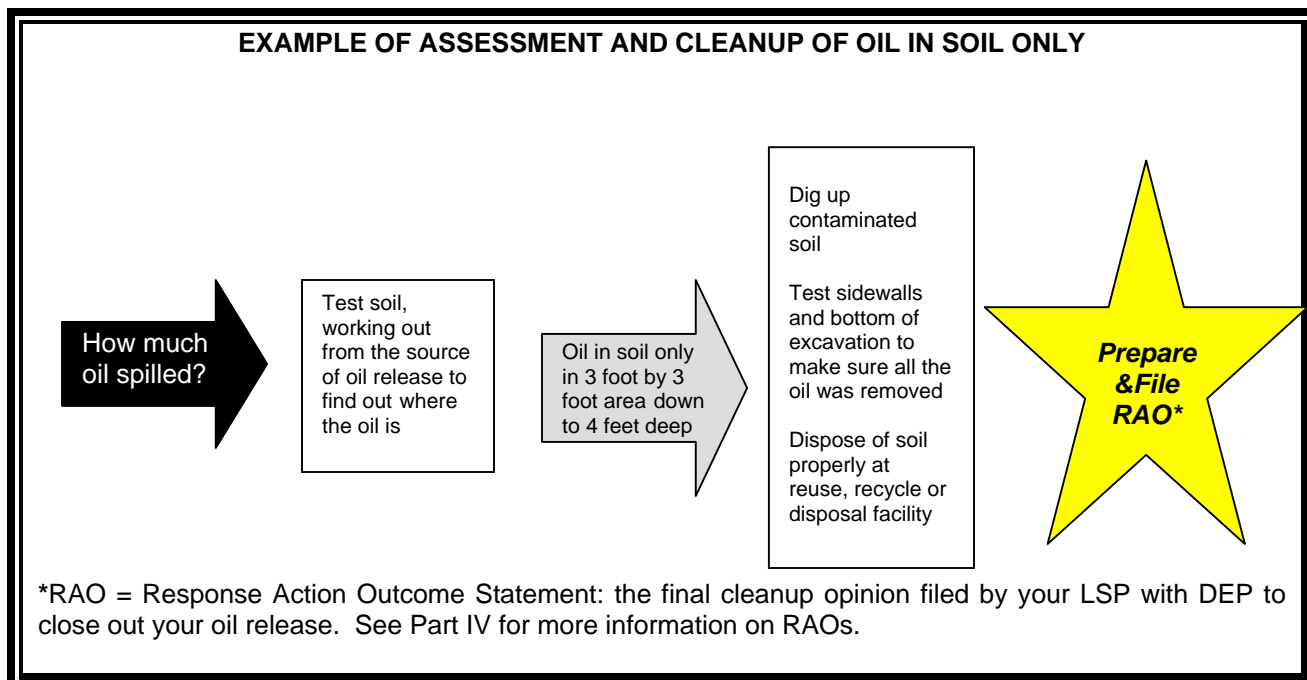 EXAMPLE OF ASSESSMENT AND CLEANUP OF OIL IN SOIL ONLY
How much
oil spilled?
Test soil,
working out
from the source
of oil release to
find out where
the oil is
Oil in soil only
in 3 foot by 3
foot area down
to 4 feet deep
Dig up
contaminated
soil
Test sidewalls
and bottom of
excavation to
make sure all the
oil was removed
Dispose of soil
properly at
reuse, recycle or
disposal facility
Prepare
&File
RAO*
*RAO = Response Action Outcome Statement: the final cleanup opinion filed by your LSP with DEP to
close out your oil release. See Part IV for more information on RAOs.